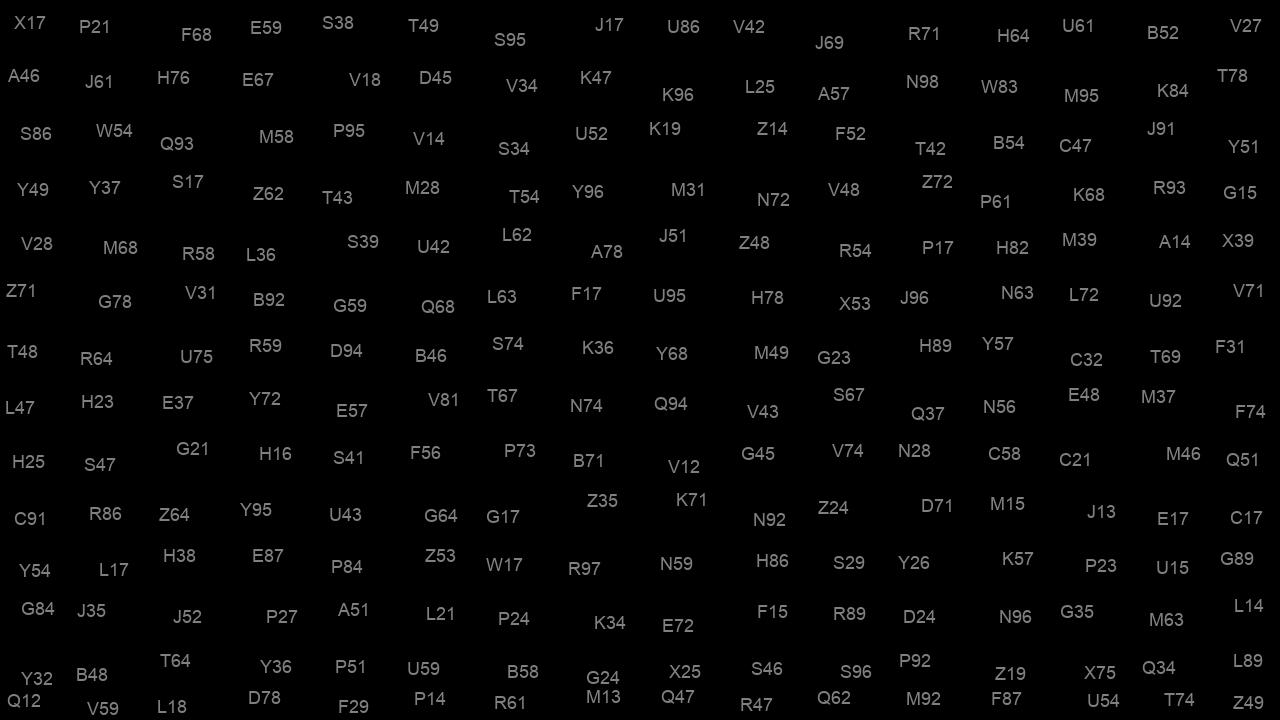 X17 P21 F68 E59 S38 T49 S95 J17 U86 V42 J69 R71 H64 U61 B52 V27
A46 J61 H76 E67 V18 D45 V34 K47 K96 L25 A57 N98 W83 M95 K84 T78
S86 W54 Q93 M58 P95 V14 S34 U52 K19 Z14 F52 T42 B54 C47 J91 Y51
Y49 Y37 S17 Z62 T43 M28 T54 Y96 M31 N72 V48 Z72 P61 K68 R93 G15
V28 M68 R58 L36 S39 U42 L62 A78 J51 Z48 R54 P17 H82 M39 A14 X39
Z71 G78 V31 B92 G59 Q68 L63 F17 U95 H78 X53 J96 N63 L72 U92 V71
T48 R64 U75 R59 D94 B46 S74 K36 Y68 M49 G23 H89 Y57 C32 T69 F31
L47 H23 E37 Y72 E57 V81 T67 N74 Q94 V43 S67 Q37 N56 E48 M37 F74
H25 S47 G21 H16 S41 F56 P73 B71 V12 G45 V74 N28 C58 C21 M46 Q51
C91 R86 Z64 Y95 U43 G64 G17 Z35 K71 N92 Z24 D71 M15 J13 E17 C17
Y54 L17 H38 E87 P84 Z53 W17 R97 N59 H86 S29 Y26 K57 P23 U15 G89
G84 J35 J52 P27 A51 L21 P24 K34 E72 F15 R89 D24 N96 G35 M63 L14
Y32 B48 T64 Y36 P51 U59 B58 G24 X25 S46 S96 P92 Z19 X75 Q34 L89
Q12 V59 L18 D78 F29 P14 R61 M13 Q47 R47 Q62 M92 F87 U54 T74 Z49